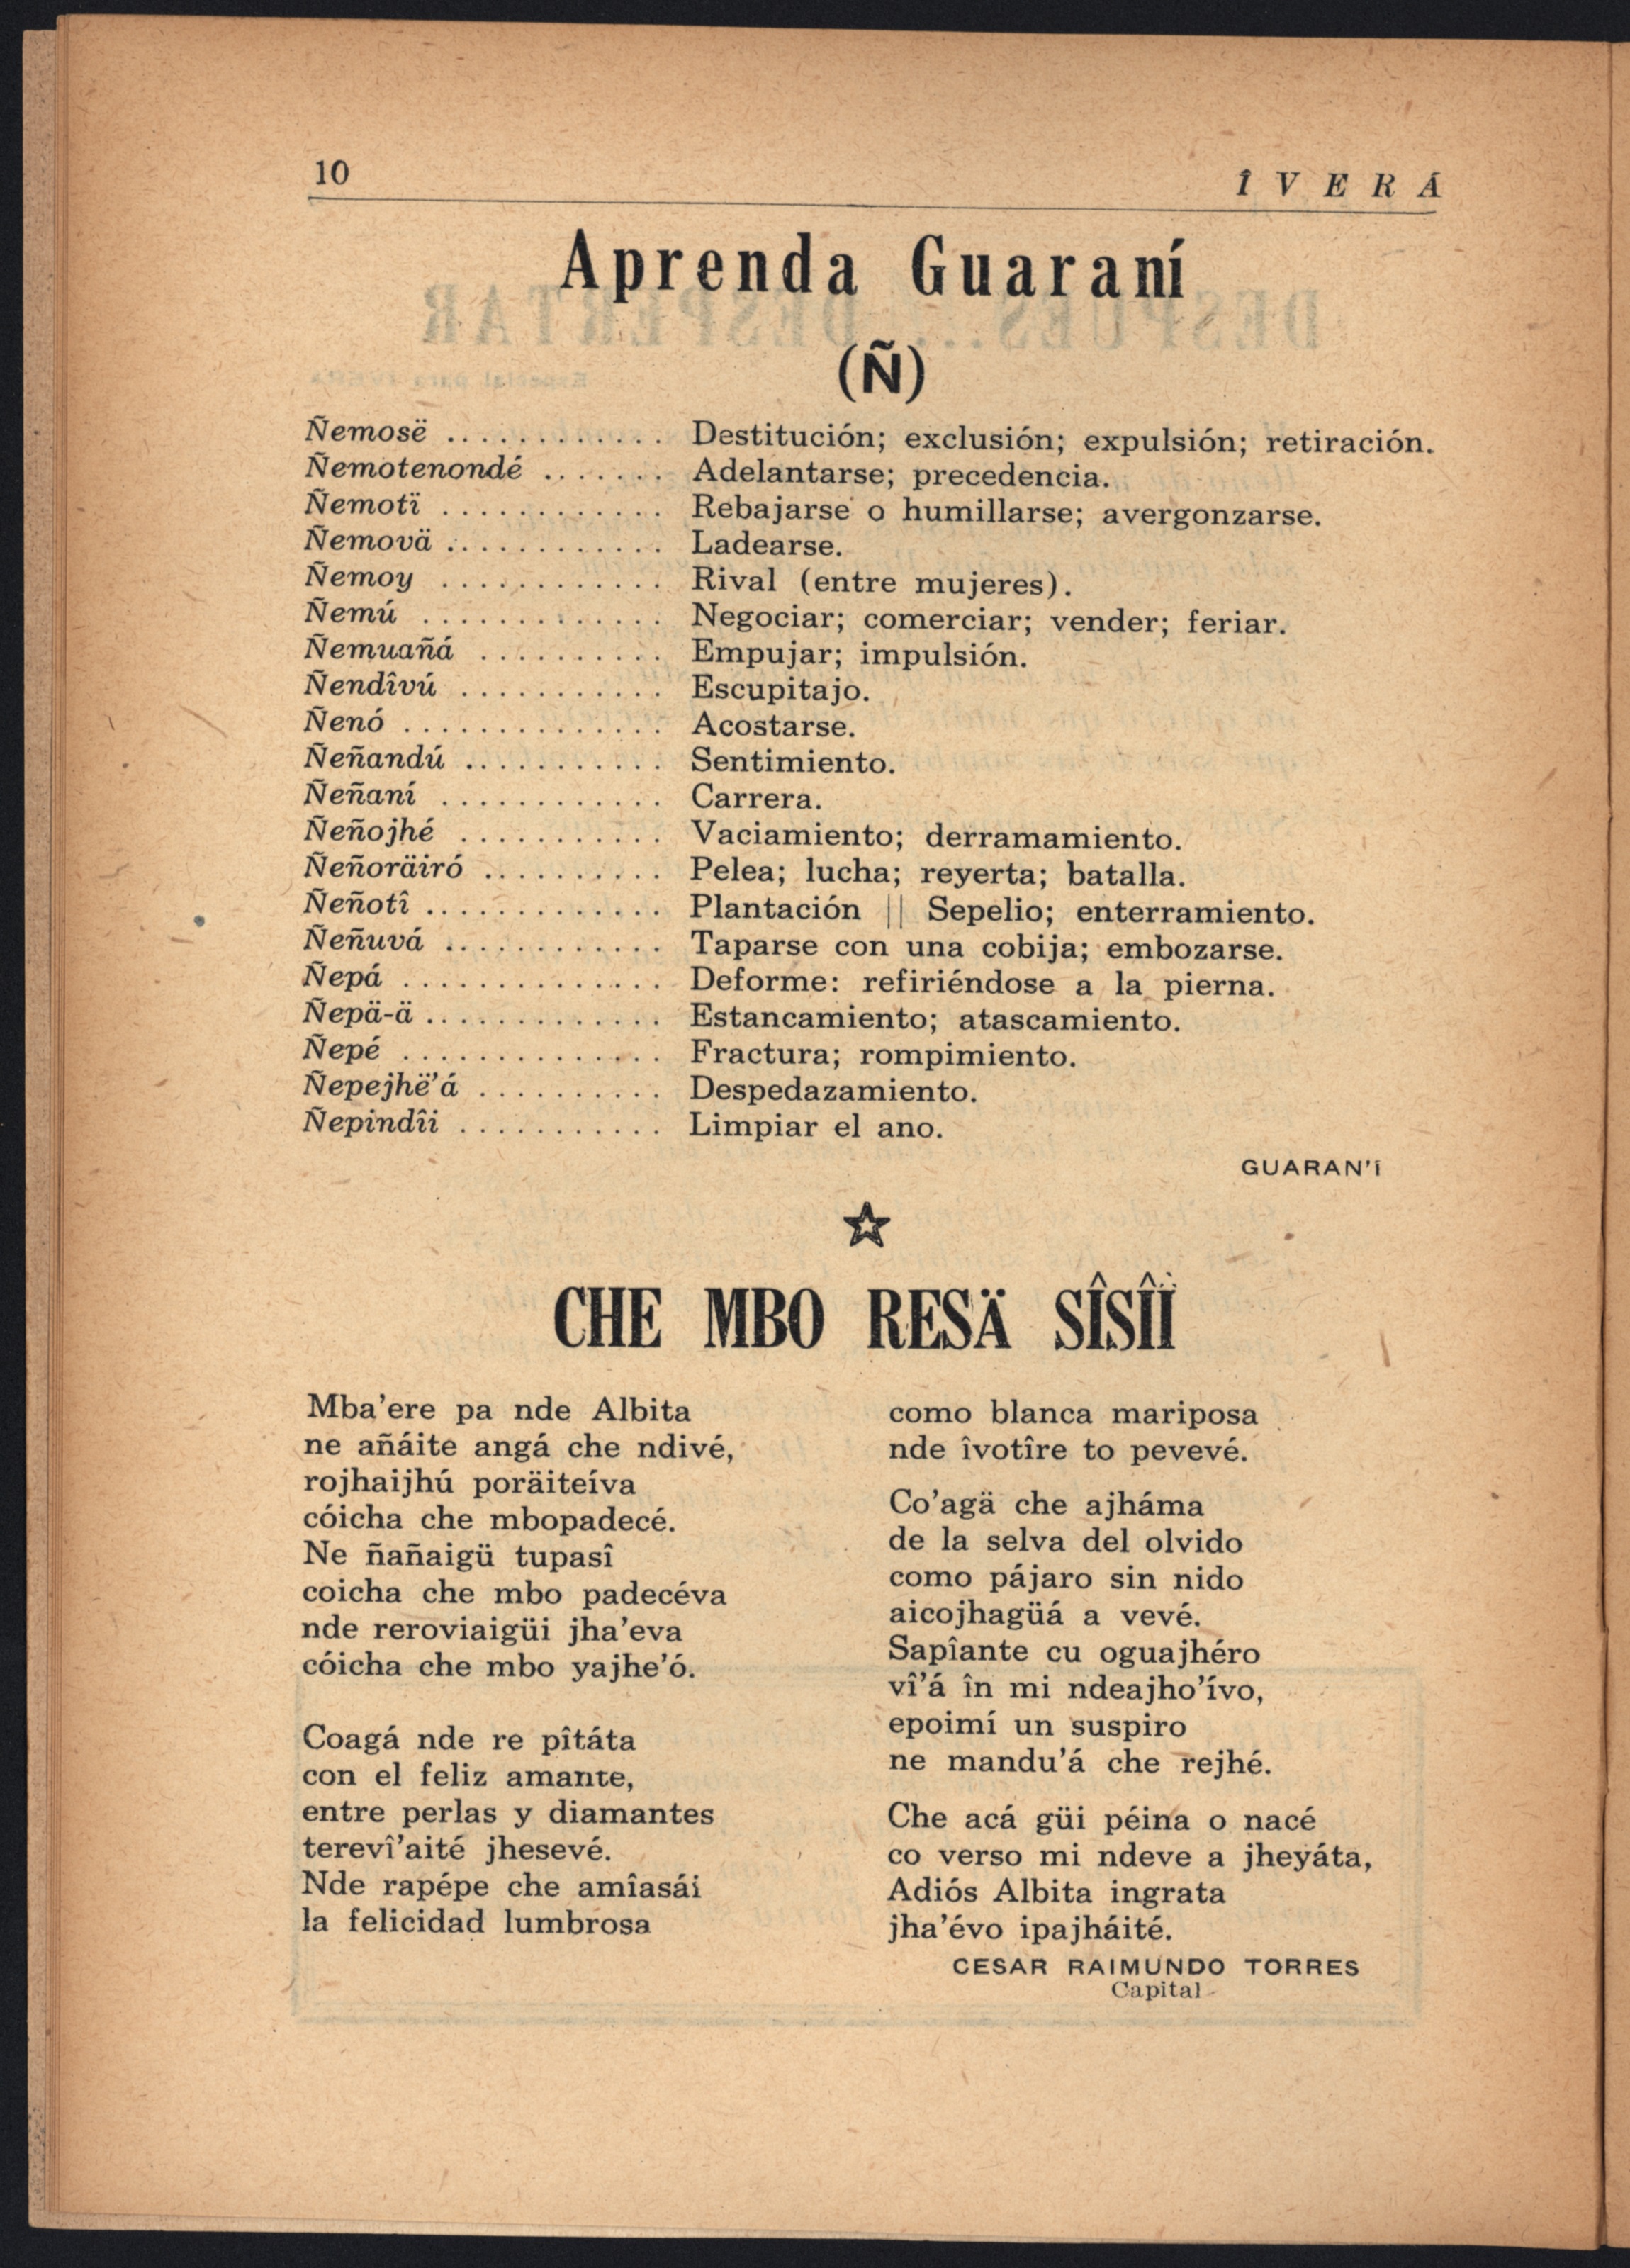 10
Î V E R Á
Aprenda Guaraní
(Ñ)
Ñemosë ............ Destitución; exclusión; expulsión; retiración.
Ñemotenondé ....... Adelantarse; precedencia.
Ñemotï ............ Rebajarse o humillarse; avergonzarse.
Ñemovä ............ Ladearse.
Ñemoy ............ Rival (entre mujeres).
Ñemú ............. Negociar; comerciar; vender; feriar.
Ñemuañá .......... Empujar; impulsión.
Ñendîvú ........... Escupitajo.
Ñenó .............. Acostarse.
Ñeñandú ........... Sentimiento.
Ñeñaní ............ Carrera.
Ñeñojhé ........... Vaciamiento; derramamiento.
Ñeñoräiró .......... Pelea; lucha; reyerta; batalla.
Ñeñotî ............. Plantación || Sepelio; enterramiento.
Ñeñuvá ............ Taparse con una cobija; embozarse.
Ñepá .............. Deforme: refiriéndose a la pierna.
Ñepä-ä ............. Estancamiento; atascamiento.
Ñepé .............. Fractura; rompimiento.
Ñepejhë'á .......... Despedazamiento.
Ñepindîi ........... Limpiar el ano.
GUARAN'I
CHE MBO RESÄ SÎSÎÏ
Mba'ere pa nde Albita
ne añáite angá che ndivé,
rojhaijhú poräiteíva
cóicha che mbopadecé.
Ne ñañaigü tupasî
coicha che mbo padecéva
nde reroviaigüi jha'eva
cóicha che mbo yajhe'ó.
Coagá nde re pîtáta
con el feliz amante,
entre perlas y diamantes
terevî'aité jhesevé.
Nde rapépe che amîasái
la felicidad lumbrosa
como blanca mariposa
nde îvotîre to pevevé.
Co'agä che ajháma
de la selva del olvido
como pájaro sin nido
aicojhagüá a vevé.
Sapîante cu oguajhéro
vî'á în mi ndeajho'ívo,
epoimí un suspiro
ne mandu'á che rejhé.
Che acá güi péina o nacé
co verso mi ndeve a jheyáta,
Adiós Albita ingrata
jha'évo ipajháité.
CESAR RAIMUNDO TORRES
Capital